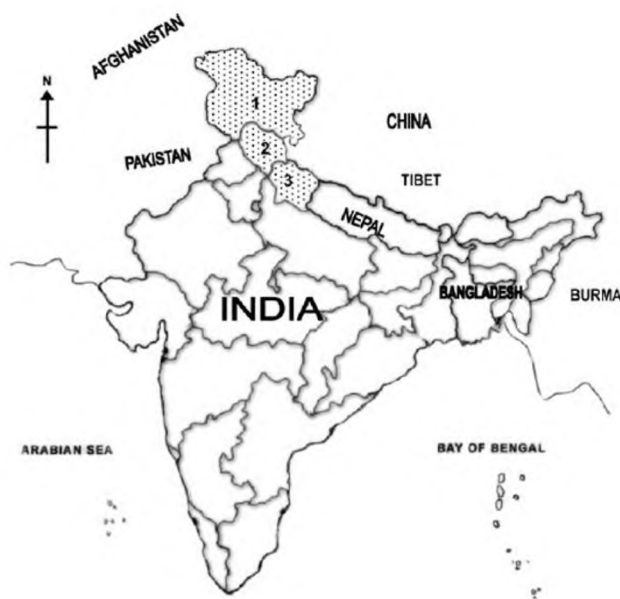 AFGHANISTAN
N
1
CHINA
2
PAKISTAN
3
TIBET
NEPAL
INDIA
BANGLADESH
BURMA
ARABIAN SEA
BAY OF BENGAL